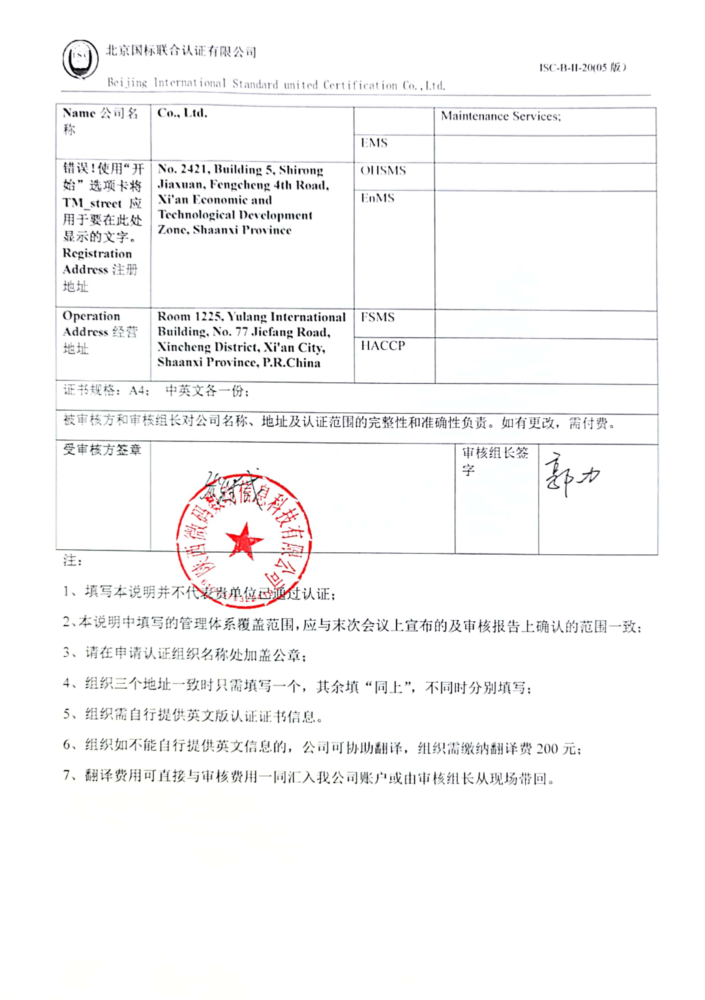 ISC
北京国标联合认证有限公司
ISC-B-II-20(05 版)
Beijing International Standard united Certification Co.,Ltd.
Name 公司名
称
Co., Ltd.
Maintenance Services;
EMS
错误!使用“开
始”选项卡将
TM_street 应
用于要在此处
显示的文字。
Registration
Address 注册
地址
No. 2421, Building 5, Shirong
Jiaxuan, Fengcheng 4th Road,
Xi'an Economic and
Technological Development
Zone, Shaanxi Province
OHSMS
EnMS
Operation
Address 经营
地址
Room 1225, Yulang International
Building, No. 77 Jiefang Road,
Xincheng District, Xi'an City,
Shaanxi Province, P.R.China
FSMS
HACCP
证书规格：A4； 中英文各一份；
被审核方和审核组长对公司名称、地址及认证范围的完整性和准确性负责。如有更改，需付费。
受审核方签章
陕西微码数 信息科技有限公司
审核组长签
字
郭力
注：
1、填写本说明并不代表贵单位已通过认证；
2、本说明中填写的管理体系覆盖范围，应与末次会议上宣布的及审核报告上确认的范围一致；
3、请在申请认证组织名称处加盖公章；
4、组织三个地址一致时只需填写一个，其余填“同上”，不同时分别填写；
5、组织需自行提供英文版认证证书信息。
6、组织如不能自行提供英文信息的，公司可协助翻译，组织需缴纳翻译费 200 元；
7、翻译费用可直接与审核费用一同汇入我公司账户或由审核组长从现场带回。